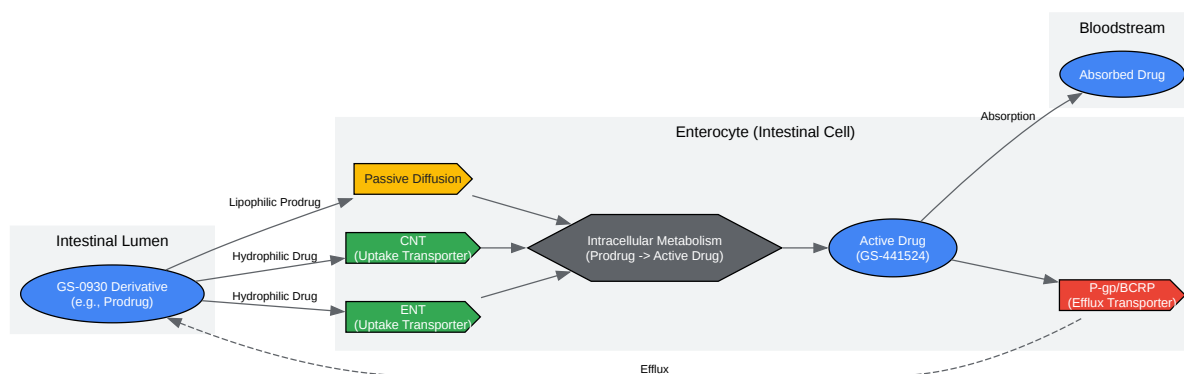 Bloodstream
Absorbed Drug
Absorption
Enterocyte (Intestinal Cell)
Passive Diffusion
Lipophilic Prodrug
Intestinal Lumen
GS-0930 Derivative
(e.g., Prodrug)
Hydrophilic Drug
CNT
(Uptake Transporter)
Hydrophilic Drug
ENT
(Uptake Transporter)
Intracellular Metabolism
(Prodrug -> Active Drug)
Active Drug
(GS-441524)
P-gp/BCRP
(Efflux Transporter)
Efflux